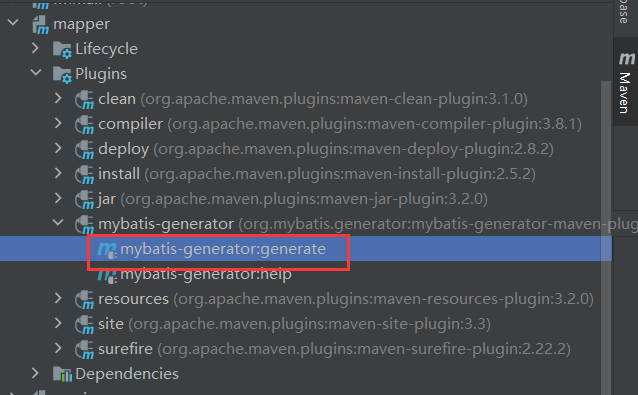 mapper
Lifecycle
Plugins
clean (org.apache.maven.plugins:maven-clean-plugin:3.1.0)
compiler (org.apache.maven.plugins:maven-compiler-plugin:3.8.1)
deploy (org.apache.maven.plugins:maven-deploy-plugin:2.8.2)
install (org.apache.maven.plugins:maven-install-plugin:2.5.2)
jar (org.apache.maven.plugins:maven-jar-plugin:3.2.0)
mybatis-generator (org.mybatis.generator:mybatis-generator-maven-plug
mybatis-generator:generate
mybatis-generator:help
resources (org.apache.maven.plugins:maven-resources-plugin:3.2.0)
site (org.apache.maven.plugins:maven-site-plugin:3.3)
surefire (org.apache.maven.plugins:maven-surefire-plugin:2.22.2)
Dependencies
Maven